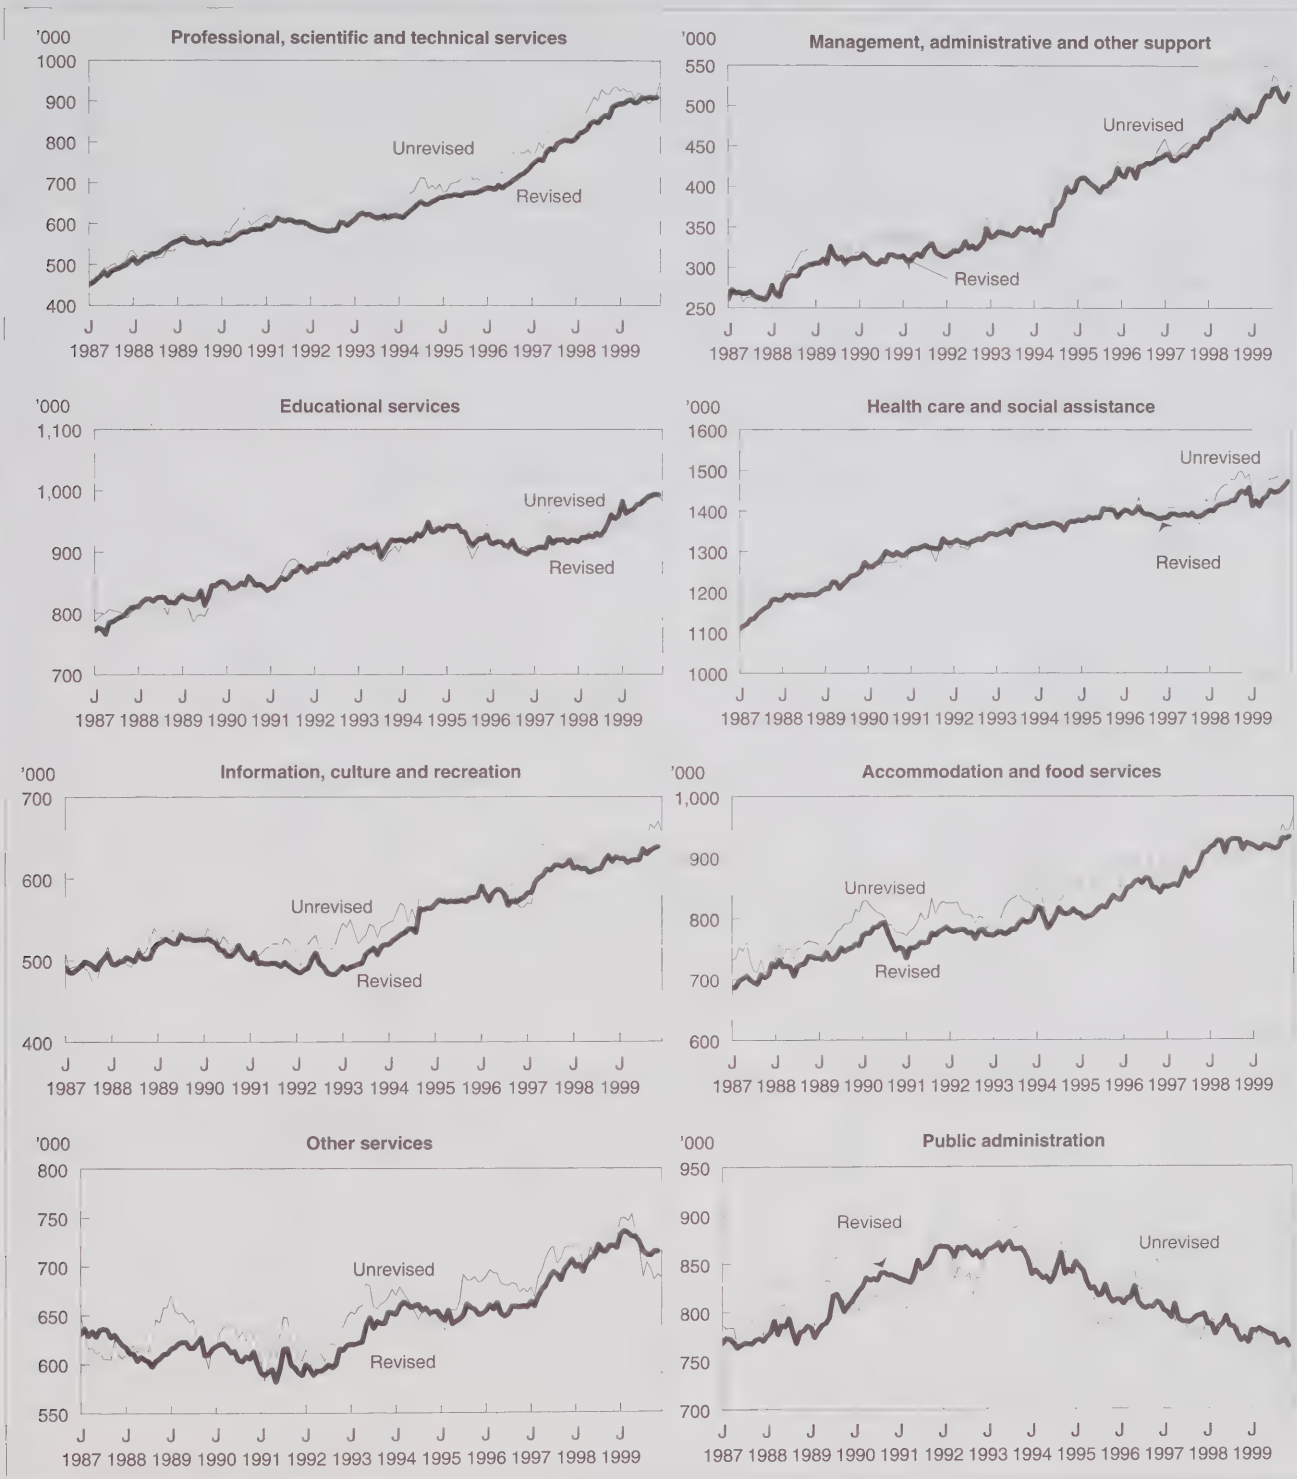 '000 Professional, scientific and technical services
1000
900
800
700
600
500
400
Unrevised
Revised
J J J J J J J J J J J J J
1987 1988 1989 1990 1991 1992 1993 1994 1995 1996 1997 1998 1999
'000 Management, administrative and other support
550
500
450
400
350
300
250
Unrevised
Revised
J J J J J J J J J J J J J
1987 1988 1989 1990 1991 1992 1993 1994 1995 1996 1997 1998 1999
'000 Educational services
1,100
1,000
900
800
700
Unrevised
Revised
J J J J J J J J J J J J J
1987 1988 1989 1990 1991 1992 1993 1994 1995 1996 1997 1998 1999
'000 Health care and social assistance
1600
1500
1400
1300
1200
1100
1000
Unrevised
Revised
J J J J J J J J J J J J J
1987 1988 1989 1990 1991 1992 1993 1994 1995 1996 1997 1998 1999
'000 Information, culture and recreation
700
600
500
400
Unrevised
Revised
J J J J J J J J J J J J J
1987 1988 1989 1990 1991 1992 1993 1994 1995 1996 1997 1998 1999
'000 Accommodation and food services
1,000
900
800
700
600
Unrevised
Revised
J J J J J J J J J J J J J
1987 1988 1989 1990 1991 1992 1993 1994 1995 1996 1997 1998 1999
'000 Other services
800
750
700
650
600
550
Unrevised
Revised
J J J J J J J J J J J J J
1987 1988 1989 1990 1991 1992 1993 1994 1995 1996 1997 1998 1999
'000 Public administration
950
900
850
800
750
700
Revised
Unrevised
J J J J J J J J J J J J J
1987 1988 1989 1990 1991 1992 1993 1994 1995 1996 1997 1998 1999